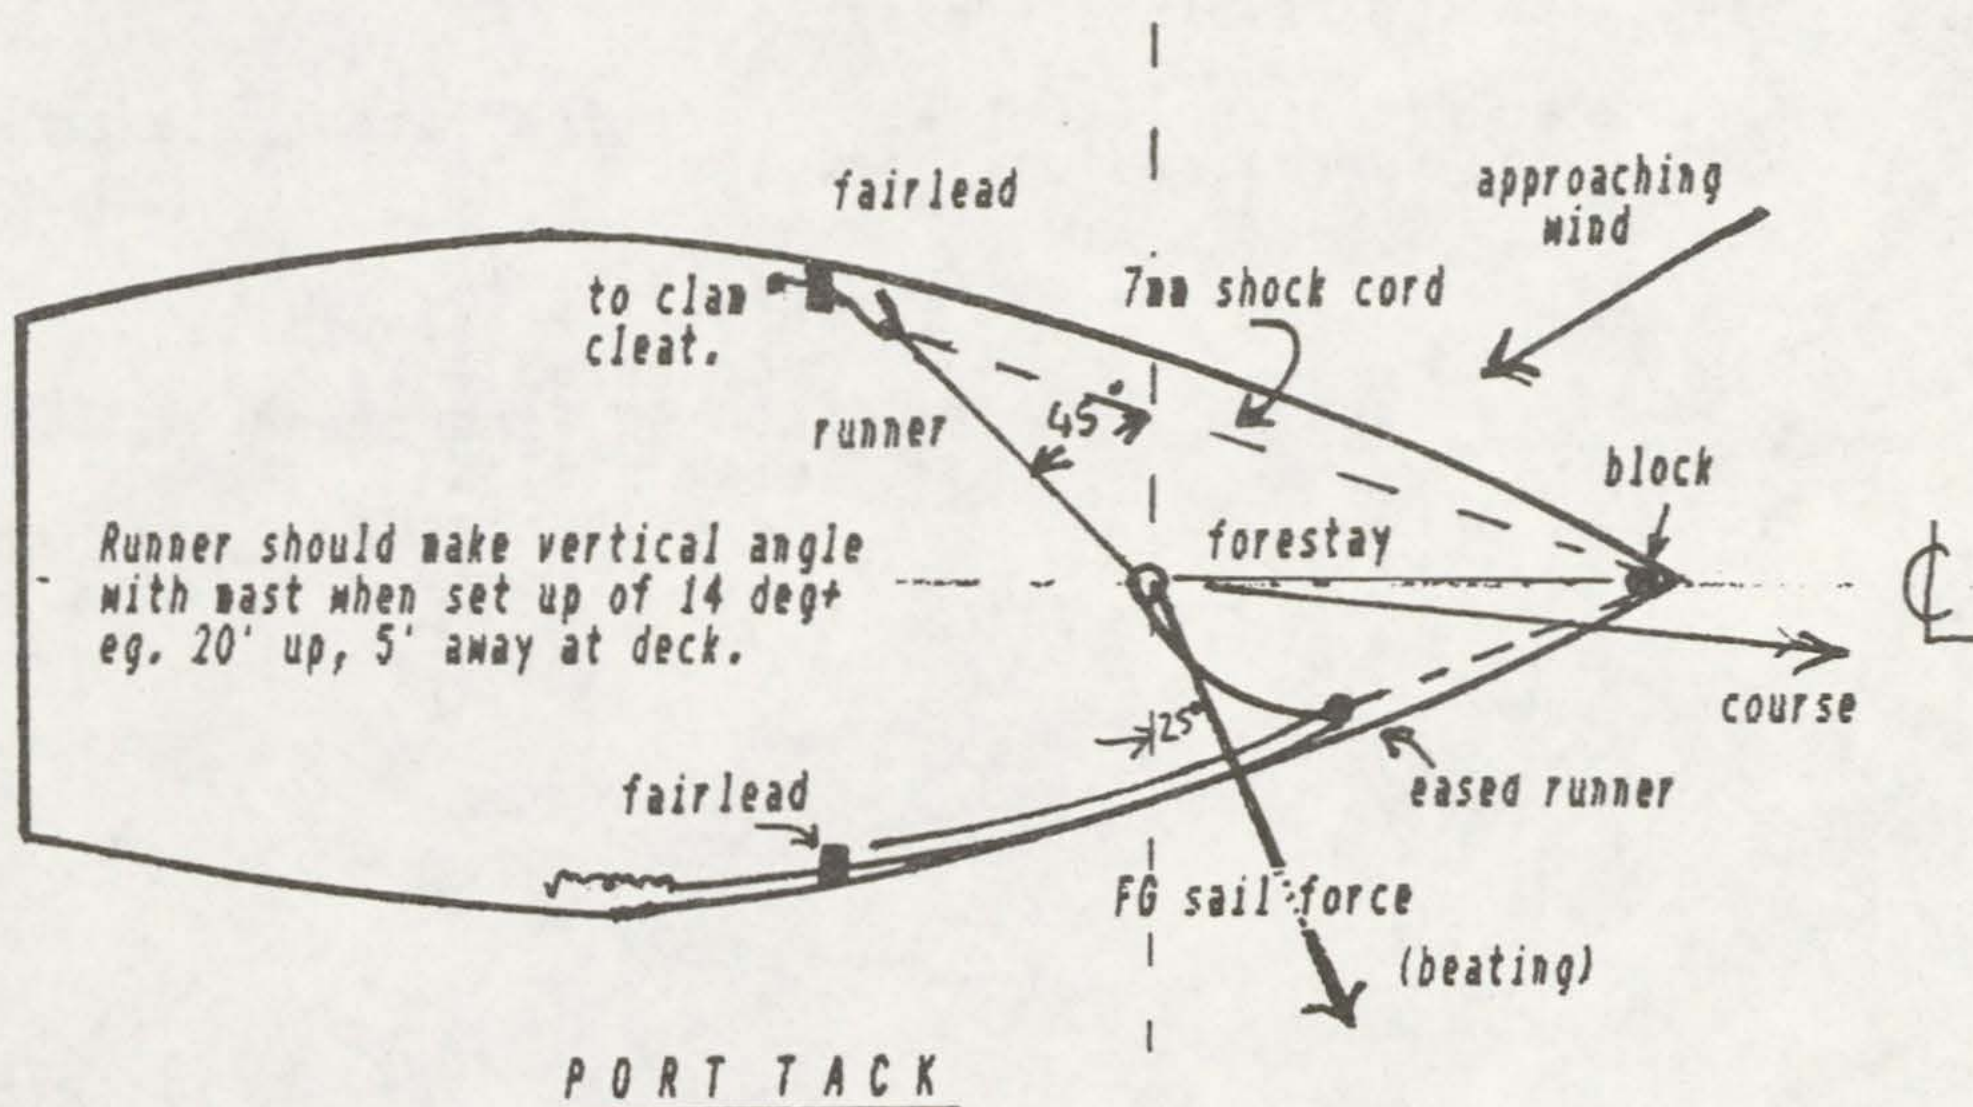 fairlead
approaching
wind
to clam
cleat.
7mm shock cord
runner
45°
block
forestay
Runner should make vertical angle
with mast when set up of 14 deg+
eg. 20' up, 5' away at deck.
℄
course
25°
fairlead
eased runner
FG sail force
(beating)
PORT TACK